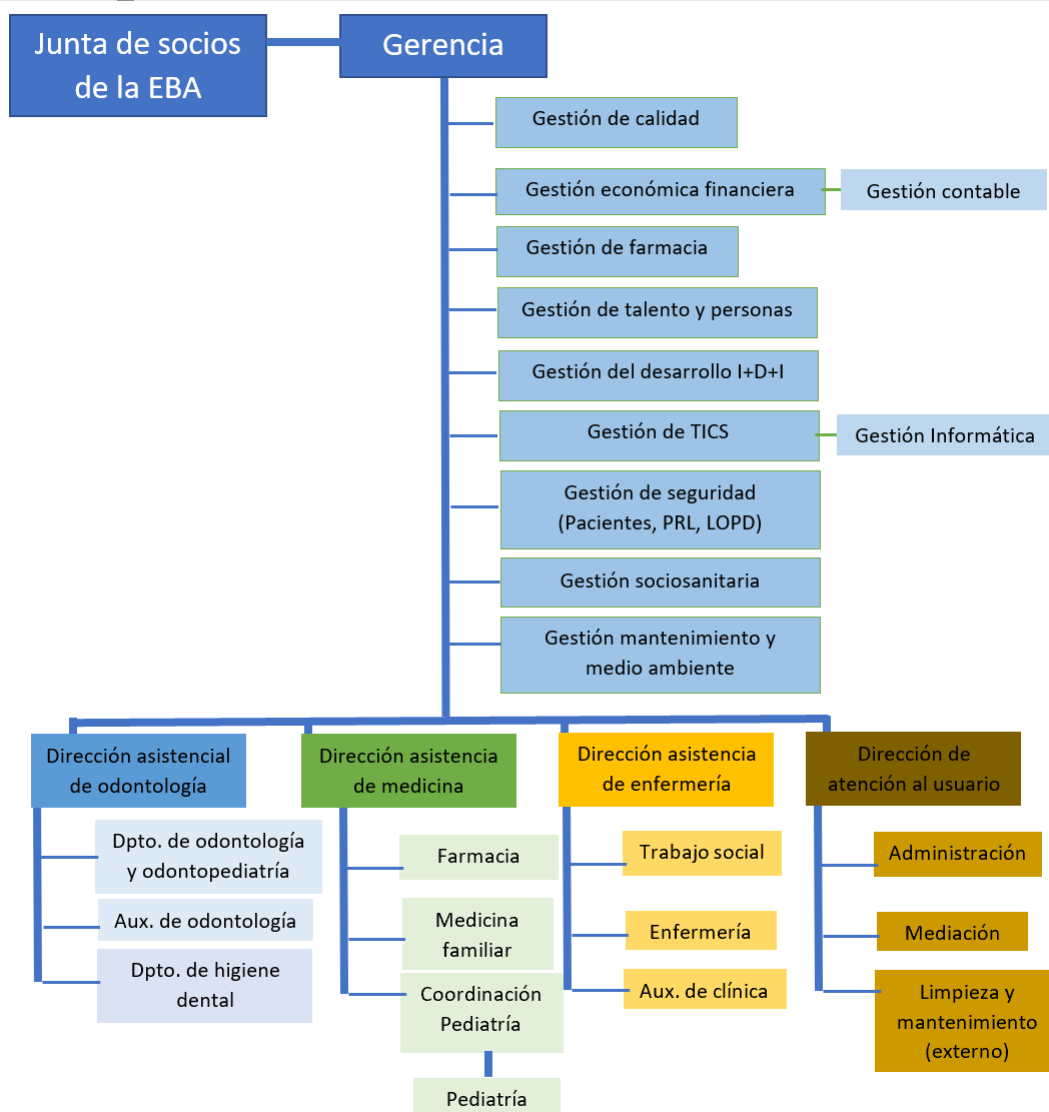 Junta de socios
de la EBA
Gerencia
Gestión de calidad
Gestión económica financiera
Gestión contable
Gestión de farmacia
Gestión de talento y personas
Gestión del desarrollo I+D+I
Gestión de TICS
Gestión Informática
Gestión de seguridad
(Pacientes, PRL, LOPD)
Gestión sociosanitaria
Gestión mantenimiento y
medio ambiente
Dirección asistencial
de odontología
Dpto. de odontología
y odontopediatría
Aux. de odontología
Dpto. de higiene
dental
Dirección asistencia
de medicina
Farmacia
Medicina
familiar
Coordinación
Pediatría
Pediatría
Dirección asistencia
de enfermería
Trabajo social
Enfermería
Aux. de clínica
Dirección de
atención al usuario
Administración
Mediación
Limpieza y
mantenimiento
(externo)